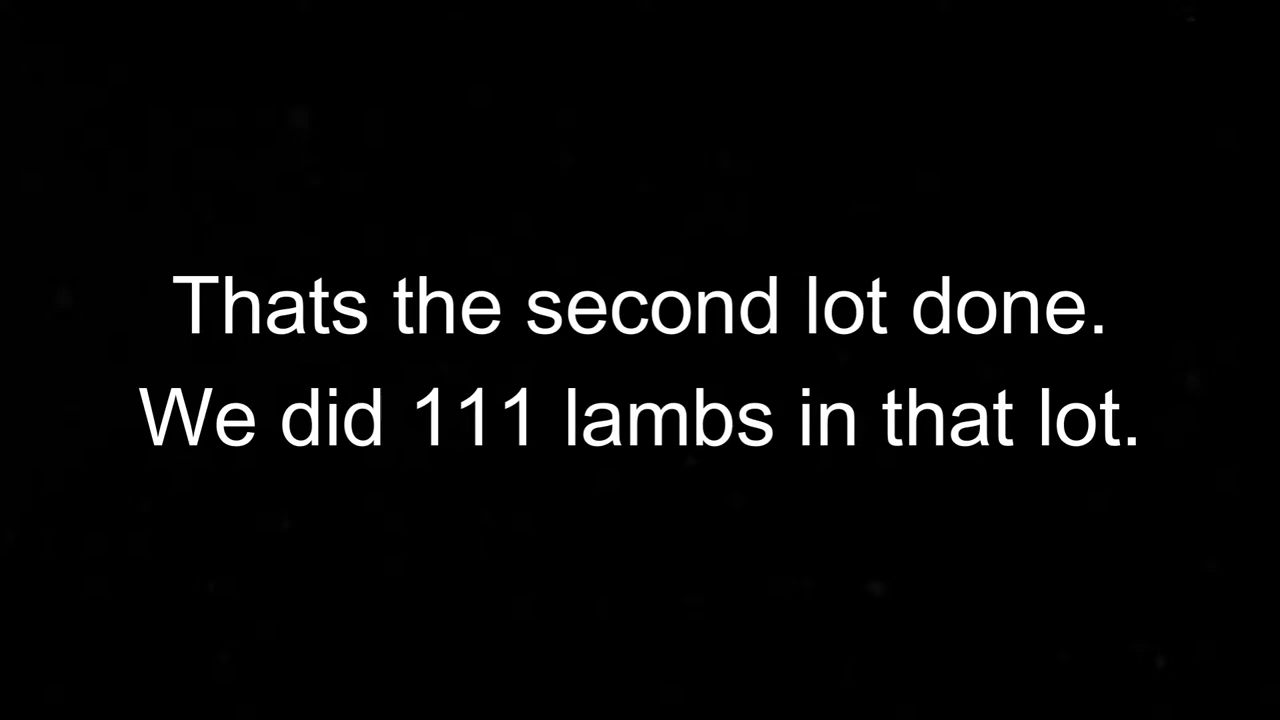 Thats the second lot done.
We did 111 lambs in that lot.